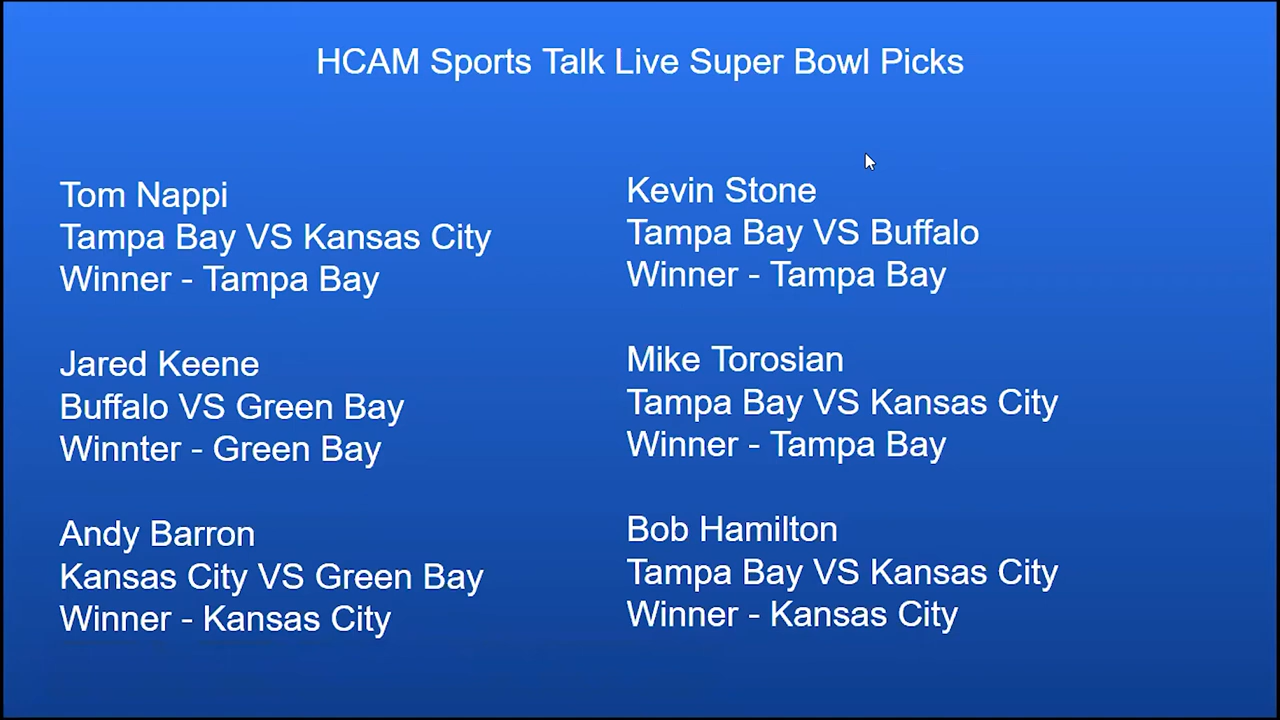 HCAM Sports Talk Live Super Bowl Picks
Tom Nappi
Tampa Bay VS Kansas City
Winner - Tampa Bay
Jared Keene
Buffalo VS Green Bay
Winnter - Green Bay
Andy Barron
Kansas City VS Green Bay
Winner - Kansas City
Kevin Stone
Tampa Bay VS Buffalo
Winner - Tampa Bay
Mike Torosian
Tampa Bay VS Kansas City
Winner - Tampa Bay
Bob Hamilton
Tampa Bay VS Kansas City
Winner - Kansas City